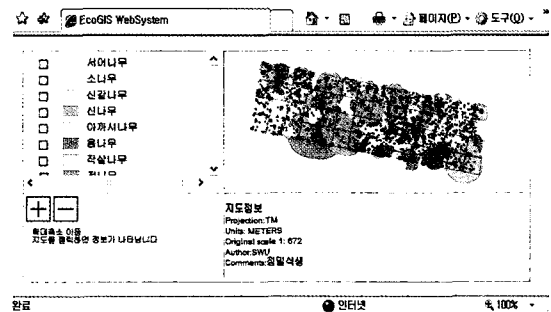 EcoGIS WebSystem
페이지(P)
도구(O)
서어나무
소나무
신갈나무
신나무
아까시나무
옻나무
작살나무
확대축소 이동
지도를 클릭하면 정보가 나타납니다
지도정보
Projection:TM
Units: METERS
Original scale 1: 672
Author:SWU
Comments:정밀식생
완료
인터넷
100%